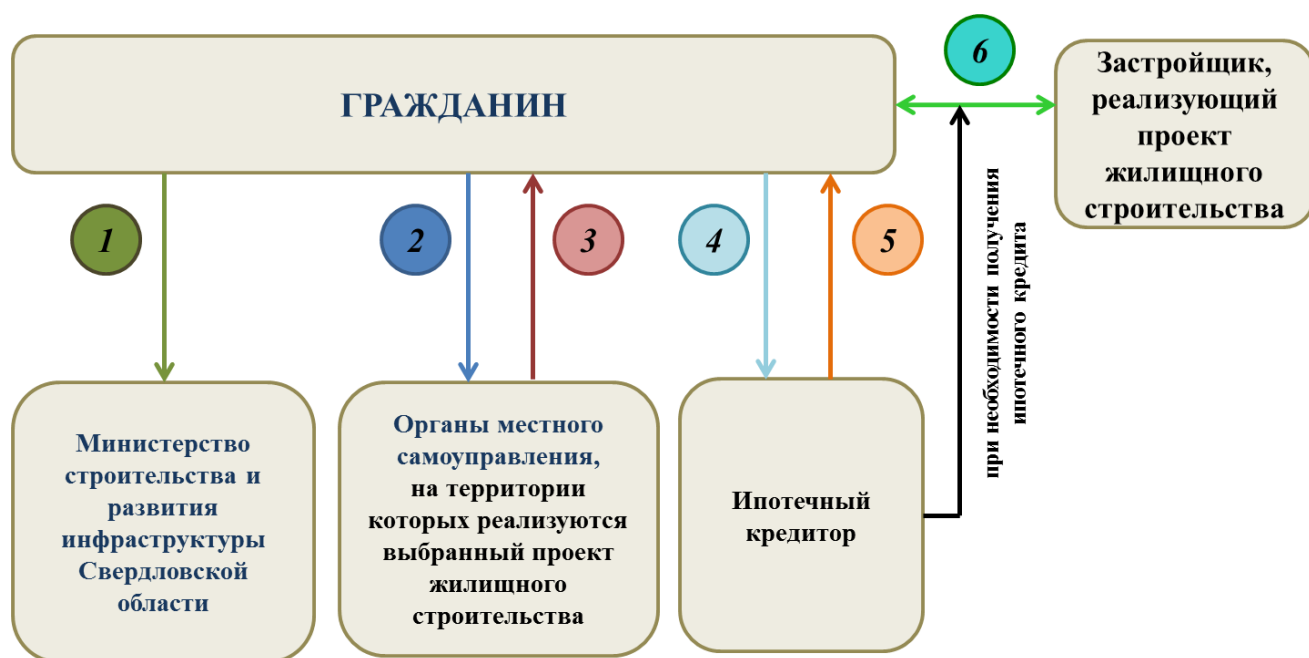 ГРАЖДАНИН
6
Застройщик,
реализующий
проект
жилищного
строительства
1
2
3
4
5
при необходимости получения
ипотечного кредита
Министерство
строительства и
развития
инфраструктуры
Свердловской
области
Органы местного
самоуправления,
на территории
которых реализуются
выбранный проект
жилищного
строительства
Ипотечный
кредитор